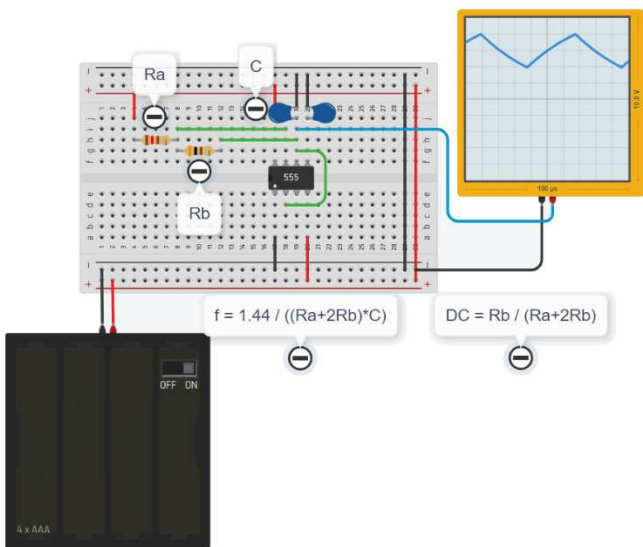 Ra
C
10.0 V
555
100 µs
Rb
f = 1.44 / ((Ra+2Rb)*C)
DC = Rb / (Ra+2Rb)
OFF ON
4 x AAA